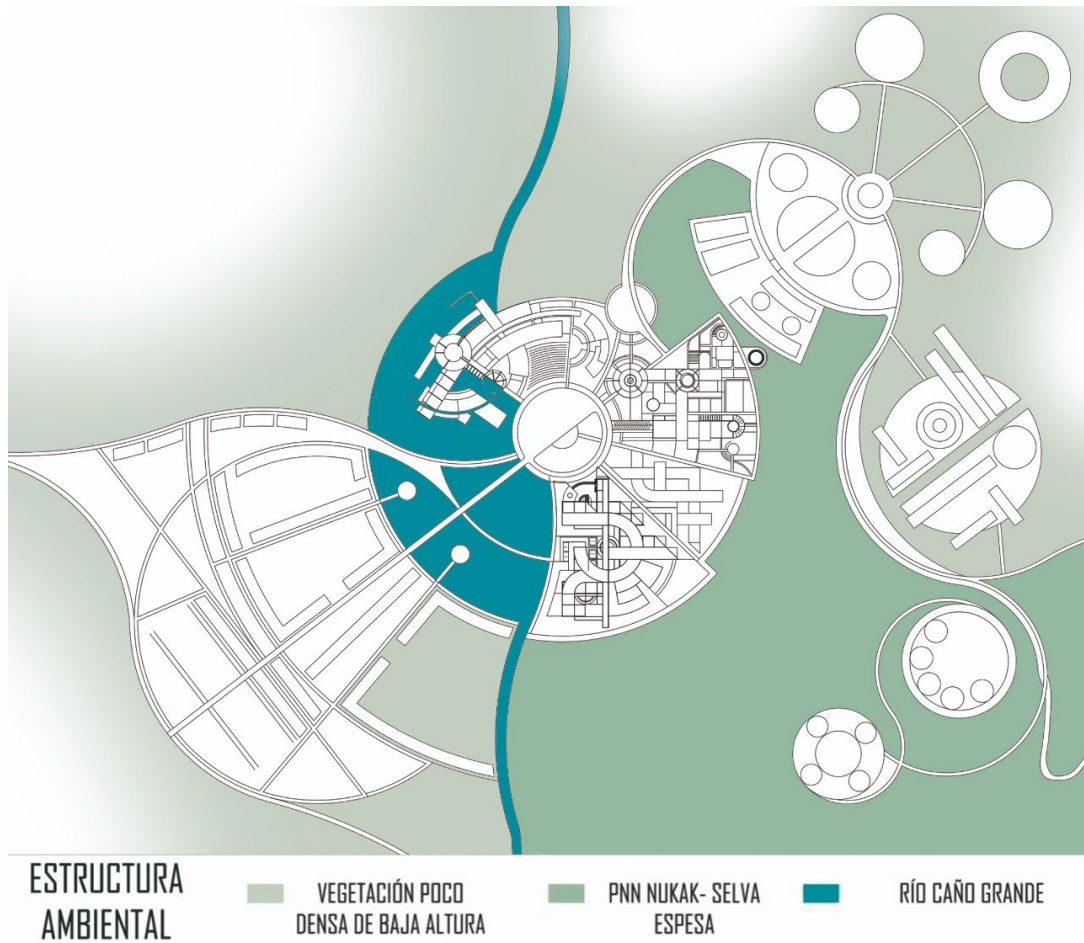 ESTRUCTURA
AMBIENTAL
VEGETACIÓN POCO
DENSA DE BAJA ALTURA
PNN NUKAK- SELVA
ESPESA
RÍO CAÑO GRANDE